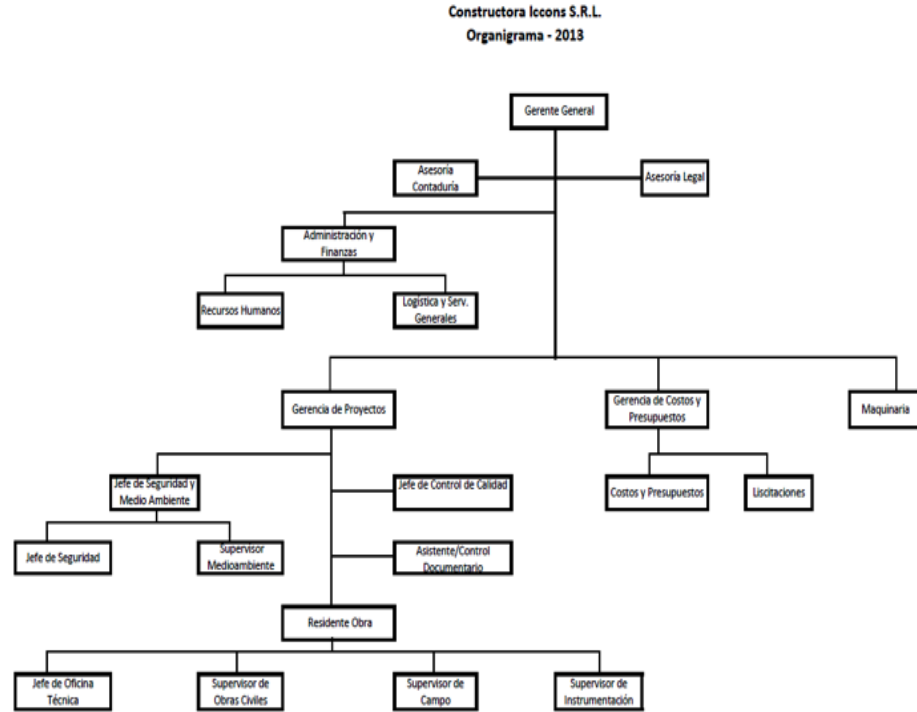 Constructora Iccons S.R.L.
Organigrama - 2013
Gerente General
Asesoría
Contaduría
Asesoría Legal
Administración y
Finanzas
Recursos Humanos
Logística y Serv.
Generales
Gerencia de Proyectos
Gerencia de Costos y
Presupuestos
Maquinaria
Jefe de Seguridad y
Medio Ambiente
Jefe de Control de Calidad
Costos y Presupuestos
Liscitaciones
Jefe de Seguridad
Supervisor
Medioambiente
Asistente/Control
Documentario
Residente Obra
Jefe de Oficina
Técnica
Supervisor de
Obras Civiles
Supervisor de
Campo
Supervisor de
Instrumentación